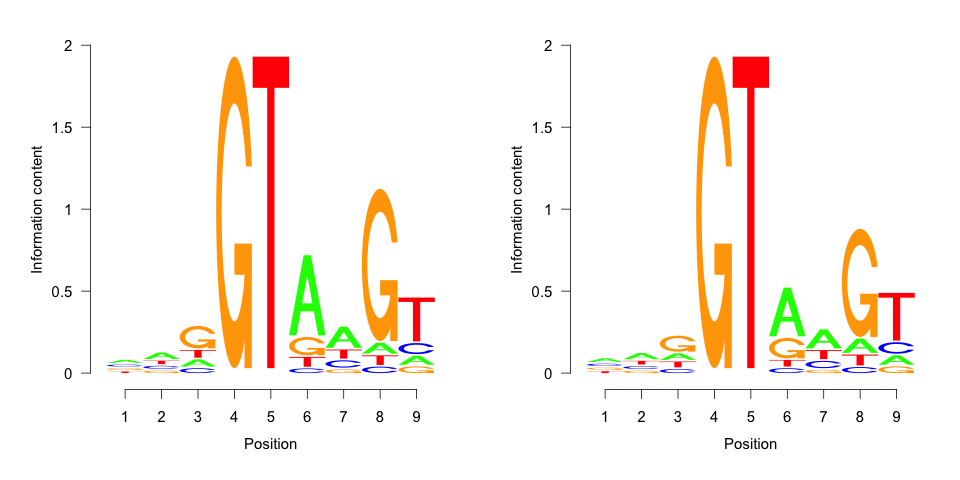 Information content
2
1.5
1
0.5
0
1 2 3 4 5 6 7 8 9
Position
A C G T
A T C G
G T A C
G
T
A G T C
A T C G
G A T C
T C A G
Information content
2
1.5
1
0.5
0
1 2 3 4 5 6 7 8 9
Position
A C G T
A T C G
G A T C
G
T
A G T C
A T C G
G A T C
T C A G